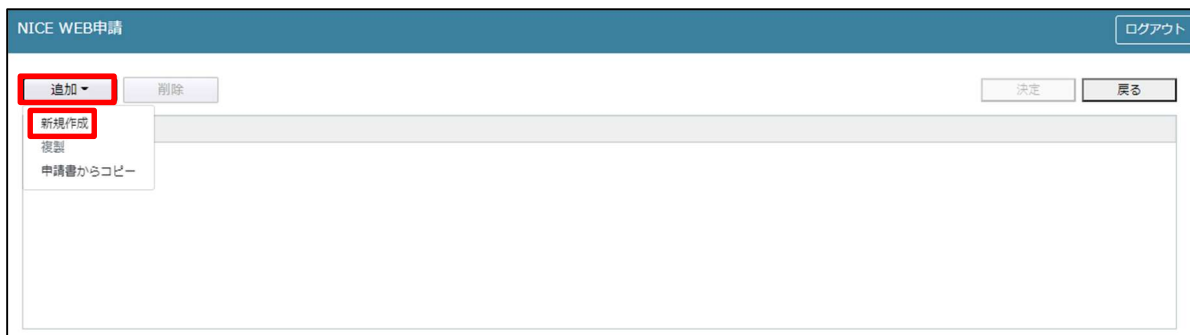 NICE WEB申請
ログアウト
追加
削除
決定
戻る
新規作成
複製
申請書からコピー